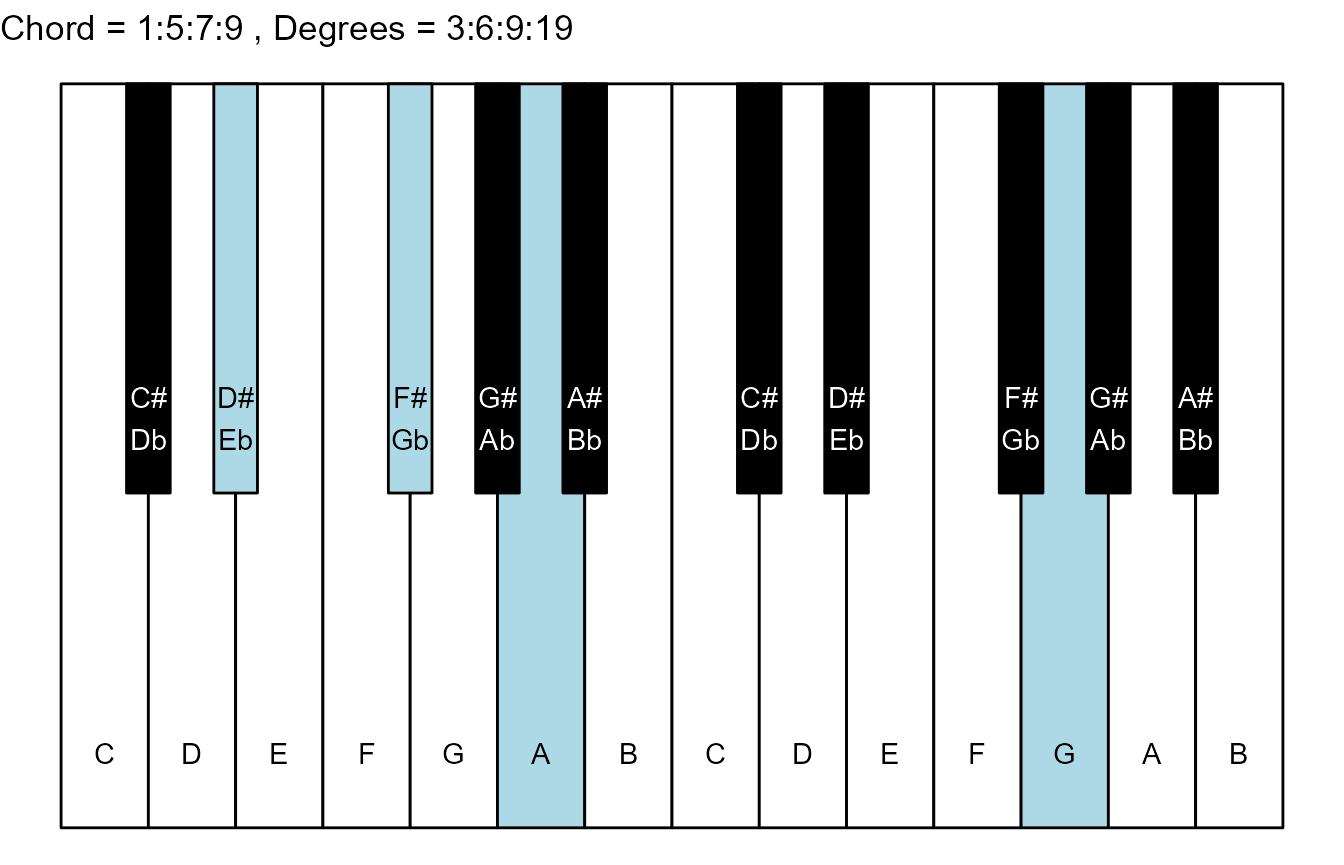 Chord = 1:5:7:9 , Degrees = 3:6:9:19
C# D# F# G# A# C# D# F# G# A#
Db Eb Gb Ab Bb Db Eb Gb Ab Bb
C D E F G A B C D E F G A B